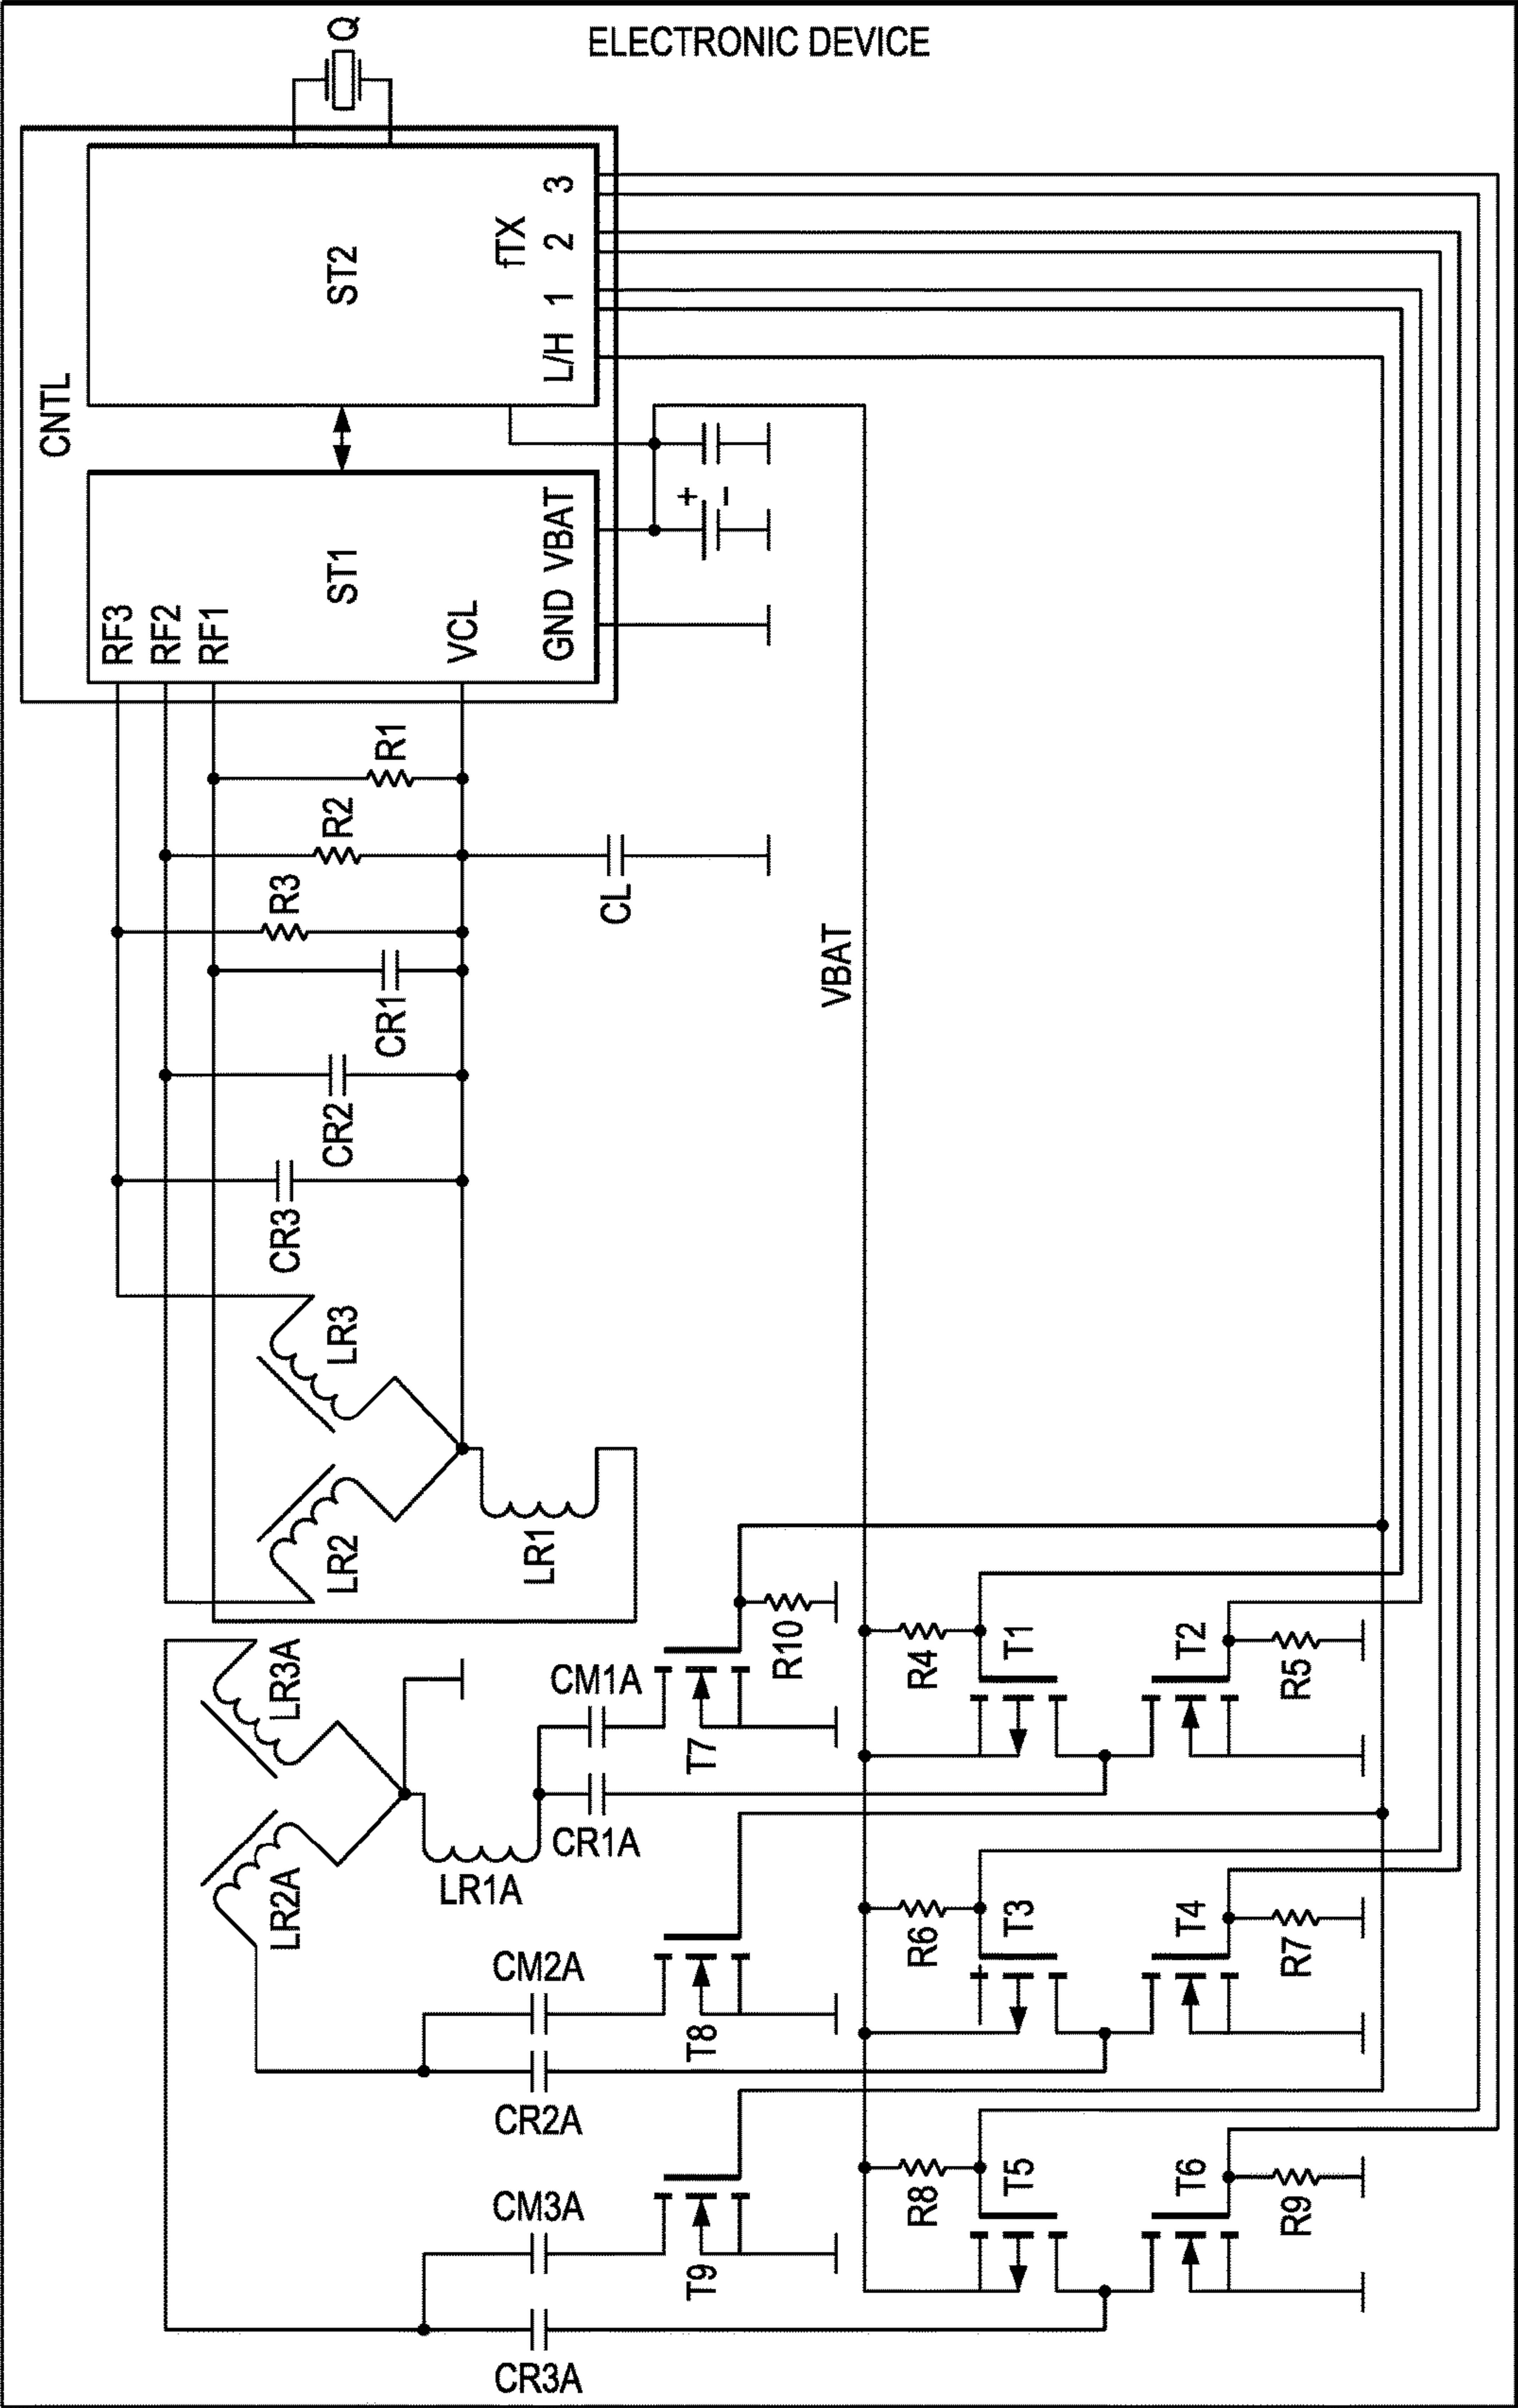 ELECTRONIC DEVICE
Q
CNTL
ST2
fTX
L/H 1 2 3
ST1
RF3
RF2
RF1
VCL
GND VBAT
+
−
R1
R2
R3
CL
CR1
CR2
CR3
VBAT
LR3
LR2
LR1
LR3A
LR2A
LR1A
CM1A
CR1A
T7
R10
R4
T1
T2
R5
CM2A
CR2A
T8
R6
T3
T4
R7
CM3A
CR3A
T9
R8
T5
T6
R9